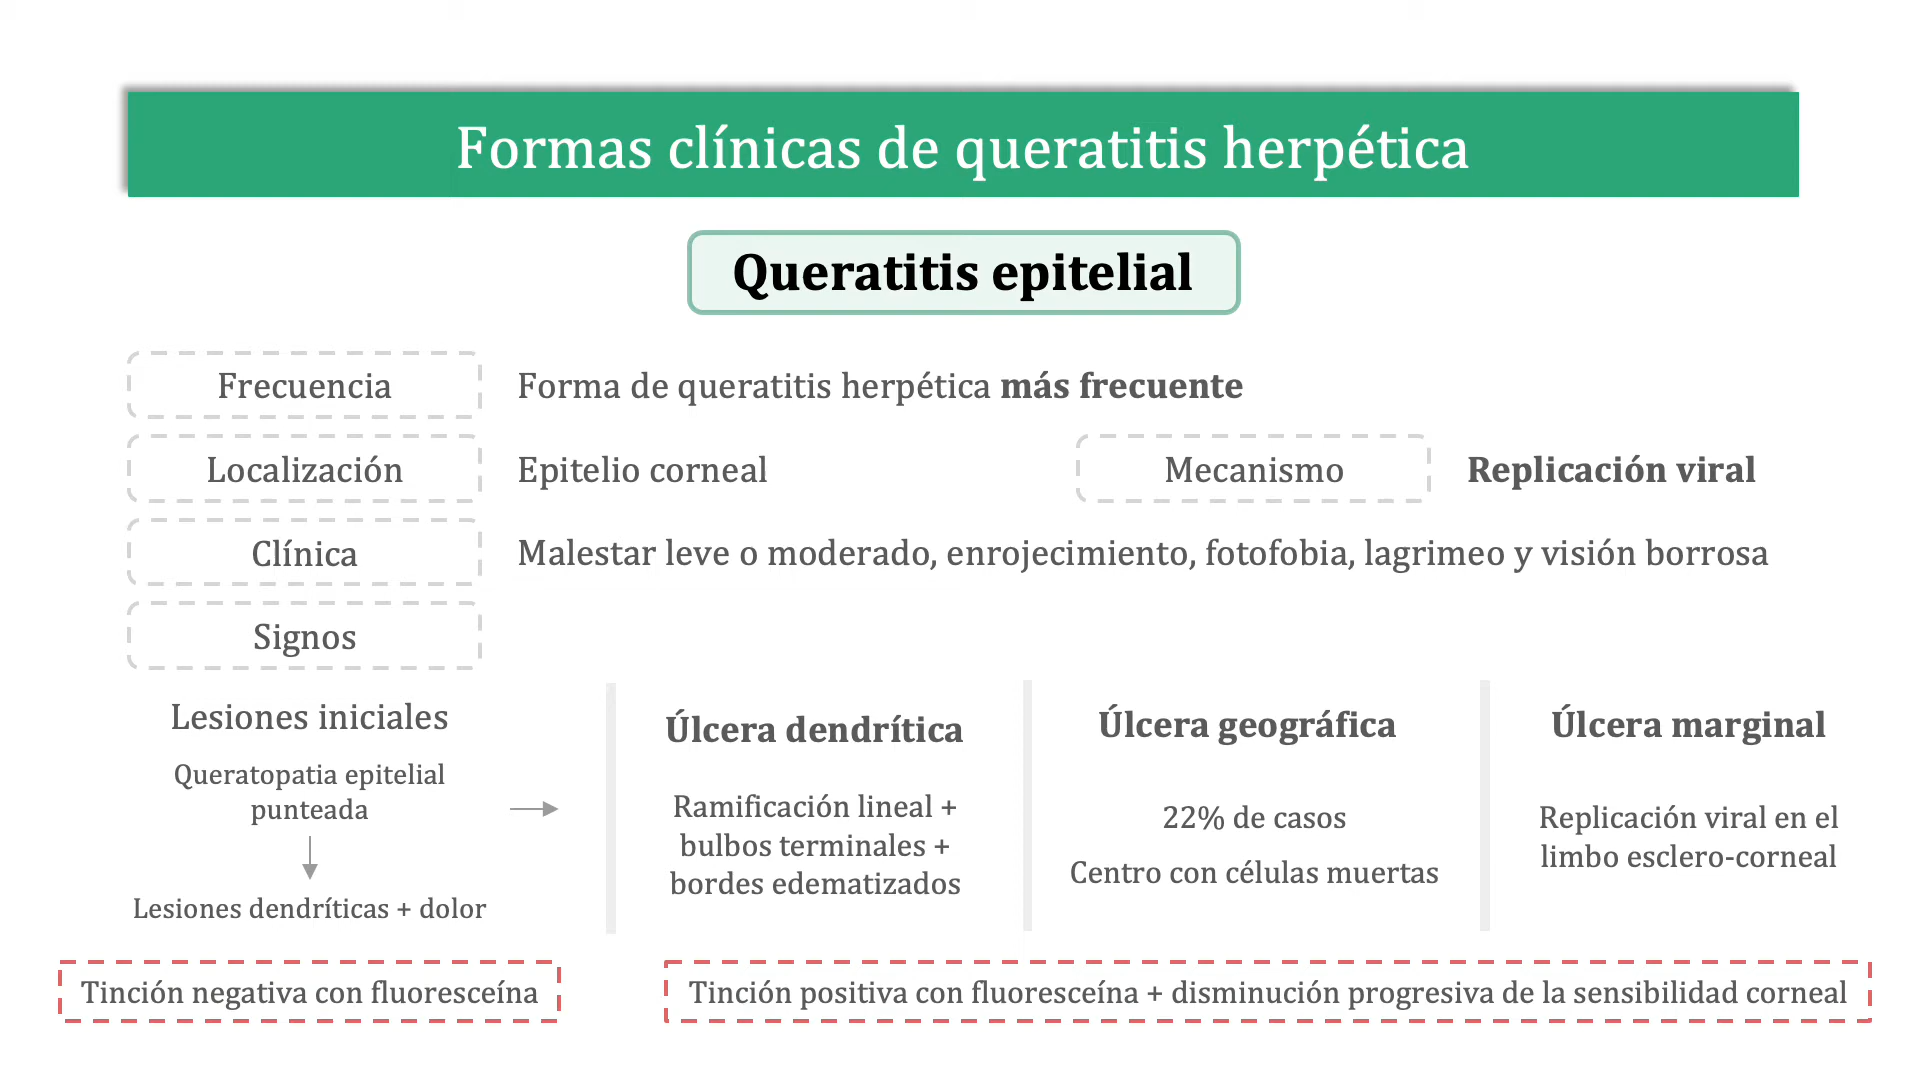 Formas clínicas de queratitis herpética
Queratitis epitelial
Frecuencia
Forma de queratitis herpética más frecuente
Localización
Epitelio corneal
Mecanismo
Replicación viral
Clínica
Malestar leve o moderado, enrojecimiento, fotofobia, lagrimeo y visión borrosa
Signos
Lesiones iniciales
Queratopatia epitelial
punteada
Lesiones dendríticas + dolor
Úlcera dendrítica
Ramificación lineal +
bulbos terminales +
bordes edematizados
Úlcera geográfica
22% de casos
Centro con células muertas
Úlcera marginal
Replicación viral en el
limbo esclero-corneal
Tinción negativa con fluoresceína
Tinción positiva con fluoresceína + disminución progresiva de la sensibilidad corneal